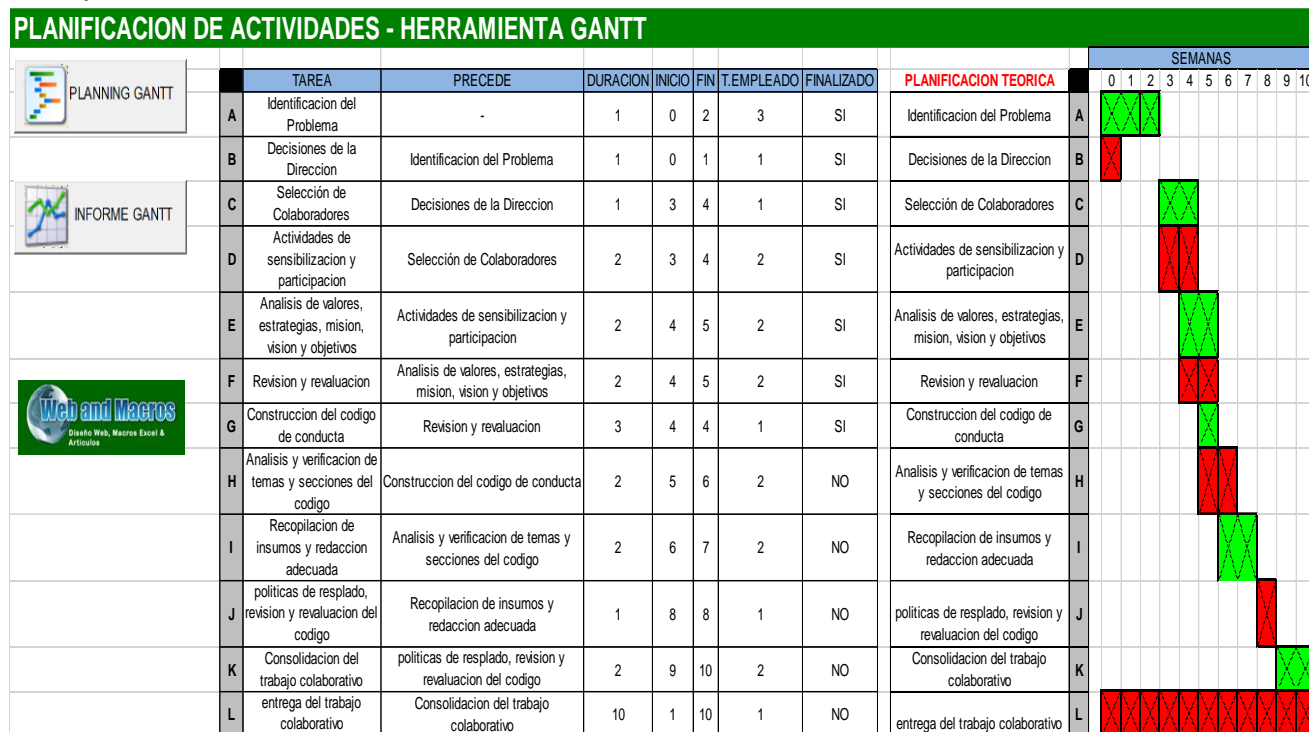 PLANIFICACION DE ACTIVIDADES - HERRAMIENTA GANTT
SEMANAS
TAREA PRECEDE DURACION INICIO FIN T.EMPLEADO FINALIZADO PLANIFICACION TEORICA 0 1 2 3 4 5 6 7 8 9 10
PLANNING GANTT
A Identificacion del Problema - 1 0 2 3 SI Identificacion del Problema A
B Decisiones de la Direccion Identificacion del Problema 1 0 1 1 SI Decisiones de la Direccion B
INFORME GANTT
C Selección de Colaboradores Decisiones de la Direccion 1 3 4 1 SI Selección de Colaboradores C
D Actividades de sensibilizacion y participacion Selección de Colaboradores 2 3 4 2 SI Actividades de sensibilizacion y participacion D
E Analisis de valores, estrategias, mision, vision y objetivos Actividades de sensibilizacion y participacion 2 4 5 2 SI Analisis de valores, estrategias, mision, vision y objetivos E
F Revision y revaluacion Analisis de valores, estrategias, mision, vision y objetivos 2 4 5 2 SI Revision y revaluacion F
Web and Macros
Diseño Web, Macros Excel &
Articulos
G Construccion del codigo de conducta Revision y revaluacion 3 4 4 1 SI Construccion del codigo de conducta G
H Analisis y verificacion de temas y secciones del codigo Construccion del codigo de conducta 2 5 6 2 NO Analisis y verificacion de temas y secciones del codigo H
I Recopilacion de insumos y redaccion adecuada Analisis y verificacion de temas y secciones del codigo 2 6 7 2 NO Recopilacion de insumos y redaccion adecuada I
J politicas de resplado, revision y revaluacion del codigo Recopilacion de insumos y redaccion adecuada 1 8 8 1 NO politicas de resplado, revision y revaluacion del codigo J
K Consolidacion del trabajo colaborativo politicas de resplado, revision y revaluacion del codigo 2 9 10 2 NO Consolidacion del trabajo colaborativo K
L entrega del trabajo colaborativo Consolidacion del trabajo colaborativo 10 1 10 1 NO entrega del trabajo colaborativo L